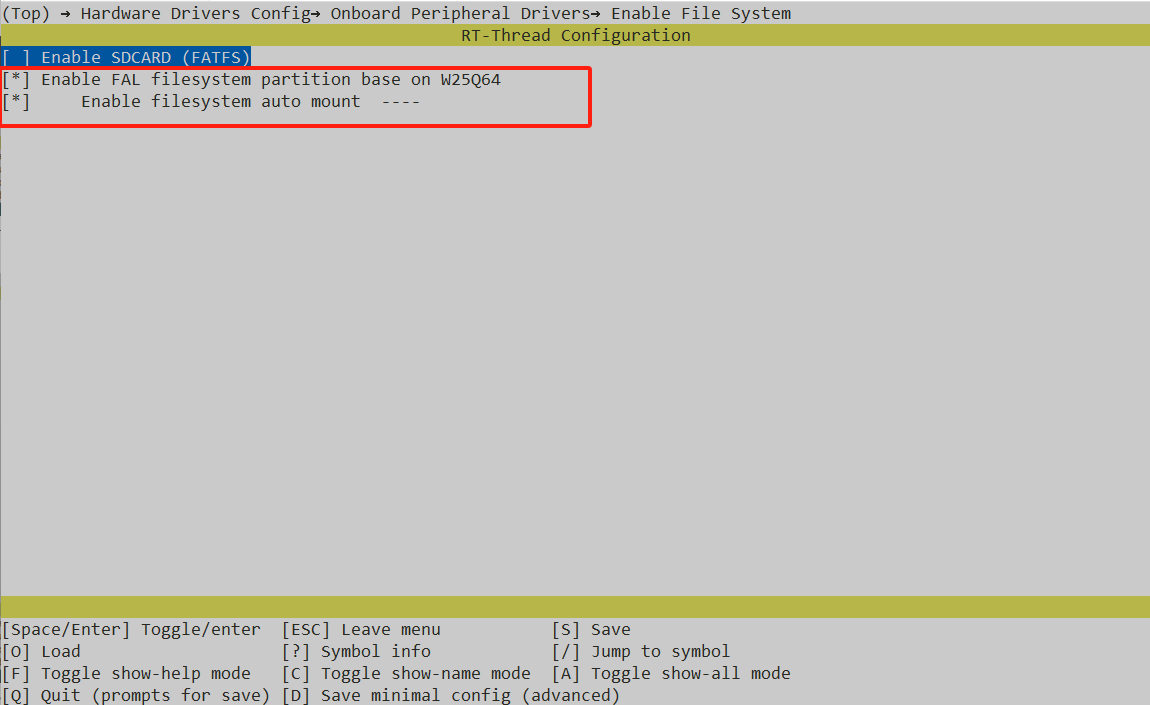 (Top) → Hardware Drivers Config→ Onboard Peripheral Drivers→ Enable File System
RT-Thread Configuration
[ ] Enable SDCARD (FATFS)
[*] Enable FAL filesystem partition base on W25Q64
[*]     Enable filesystem auto mount  ----
[Space/Enter] Toggle/enter  [ESC] Leave menu           [S] Save
[O] Load                    [?] Symbol info            [/] Jump to symbol
[F] Toggle show-help mode   [C] Toggle show-name mode  [A] Toggle show-all mode
[Q] Quit (prompts for save) [D] Save minimal config (advanced)